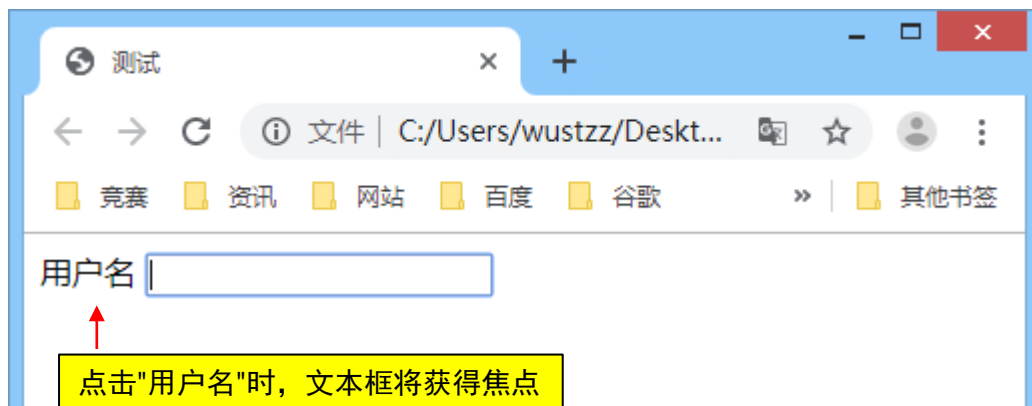 测试
文件 | C:/Users/wustzz/Deskt...
竞赛 资讯 网站 百度 谷歌 » 其他书签
用户名
点击"用户名"时，文本框将获得焦点